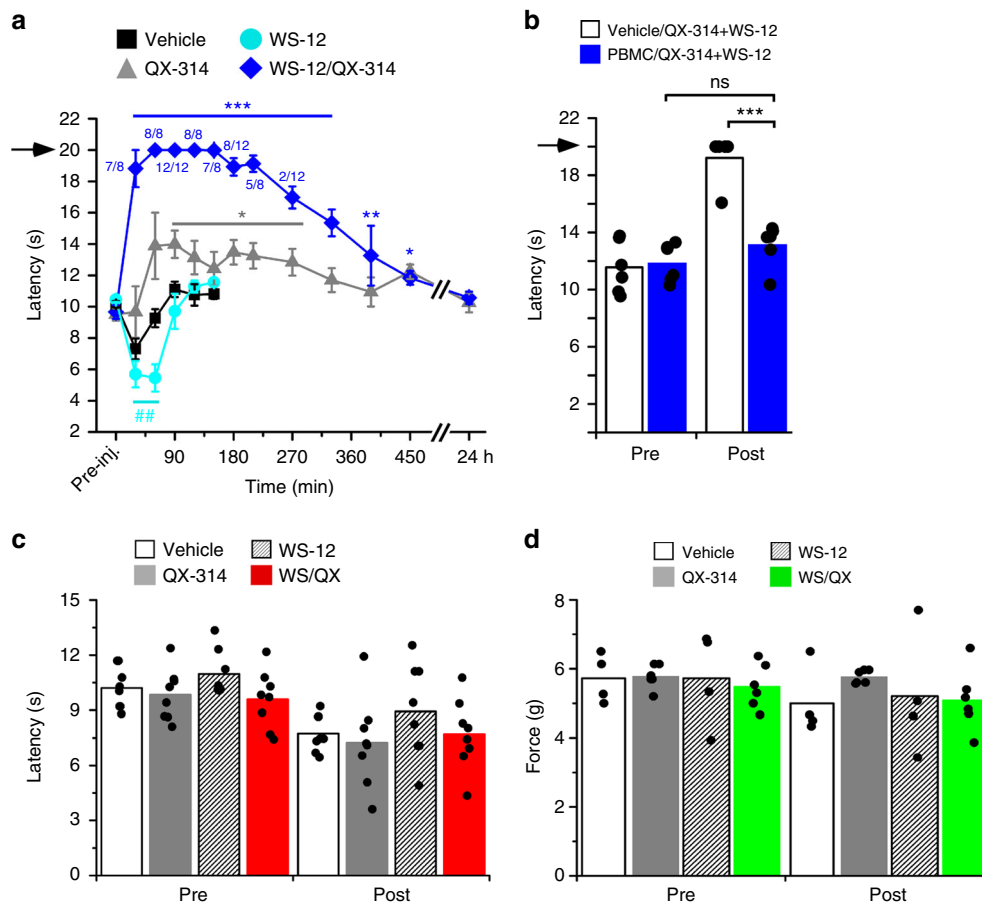 a
Vehicle
WS-12
QX-314
WS-12/QX-314
***
22
20
18
16
14
12
10
8
6
4
2
Latency (s)
7/8
8/8
12/12
8/8
7/8
8/12
5/8
2/12
*
**
*
##
Pre-inj.
90
180
270
360
450
24 h
Time (min)
b
Vehicle/QX-314+WS-12
PBMC/QX-314+WS-12
ns
***
22
20
18
14
10
6
2
Latency (s)
Pre
Post
c
Vehicle
WS-12
QX-314
WS/QX
15
12
9
6
3
0
Latency (s)
Pre
Post
d
Vehicle
WS-12
QX-314
WS/QX
8
6
4
2
0
Force (g)
Pre
Post